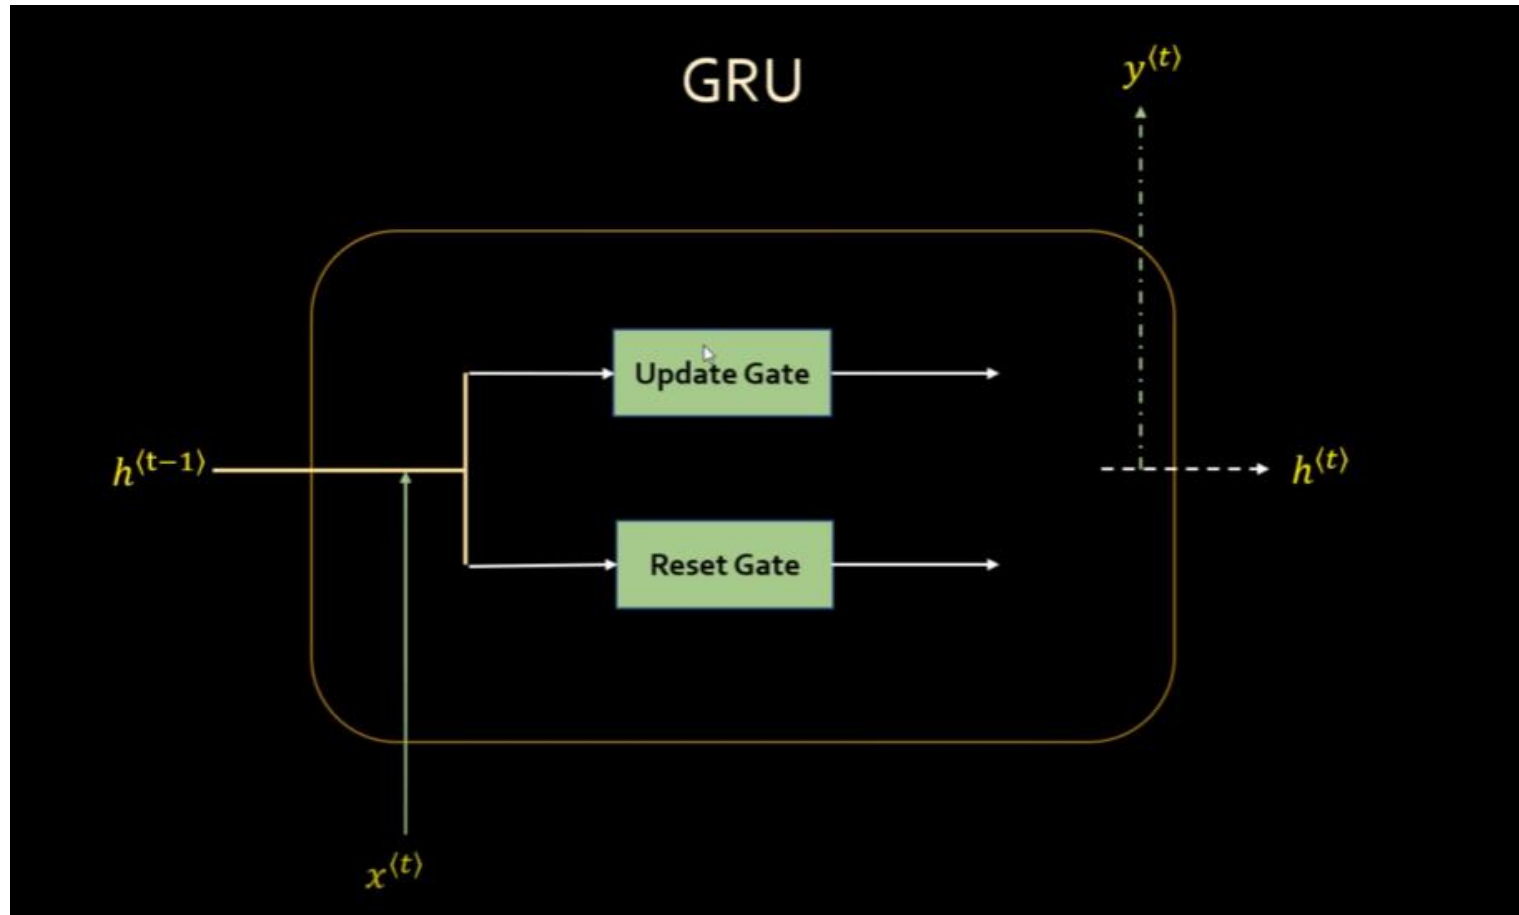 GRU
y⟨t⟩
Update Gate
h⟨t−1⟩
h⟨t⟩
Reset Gate
x⟨t⟩